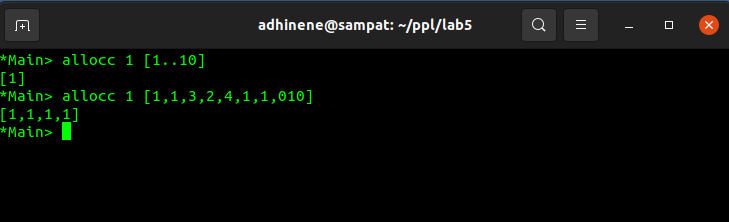 adhinene@sampat: ~/ppl/lab5
*Main> allocc 1 [1..10]
[1]
*Main> allocc 1 [1,1,3,2,4,1,1,010]
[1,1,1,1]
*Main>